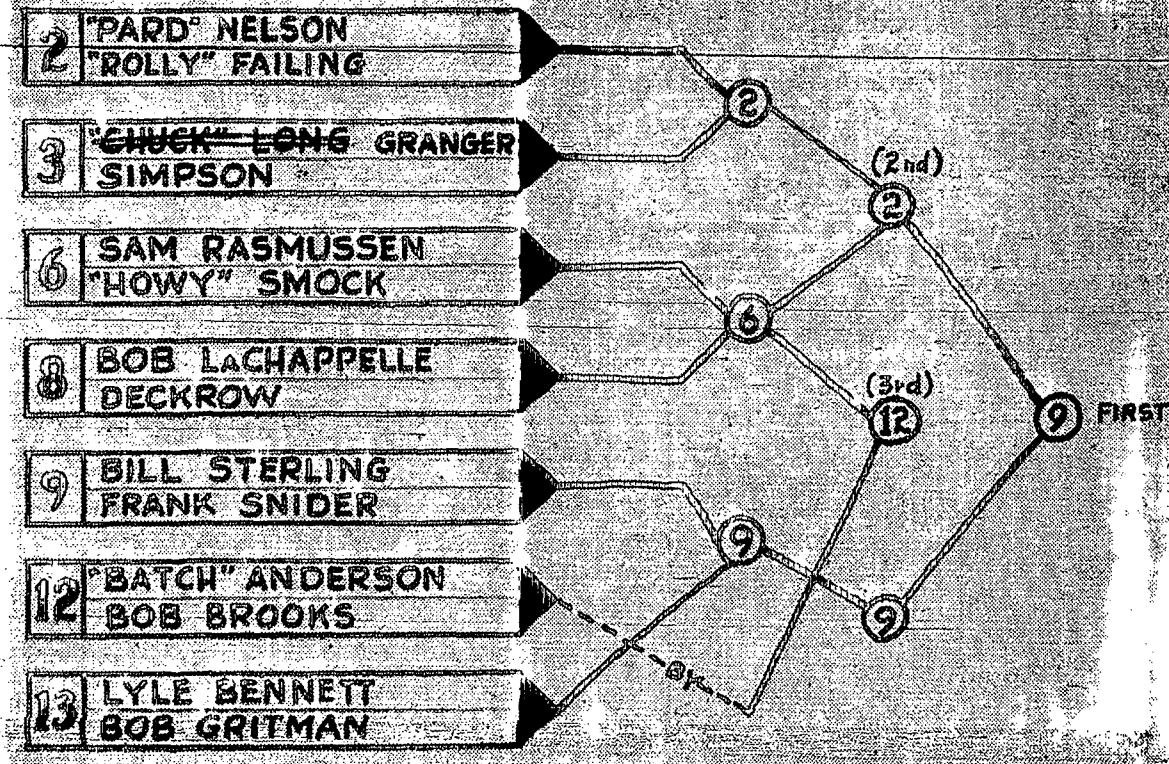 2 "PARD" NELSON
"ROLLY" FAILING
3 "CHUCK" LONG GRANGER
SIMPSON
6 SAM RASMUSSEN
"HOWY" SMOCK
8 BOB LACHAPPELLE
DECKROW
9 BILL STERLING
FRANK SNIDER
12 "BATCH" ANDERSON
BOB BROOKS
13 LYLE BENNETT
BOB GRITMAN
2
6
9
BY
(2nd)
2
(3rd)
12
9
9 FIRST